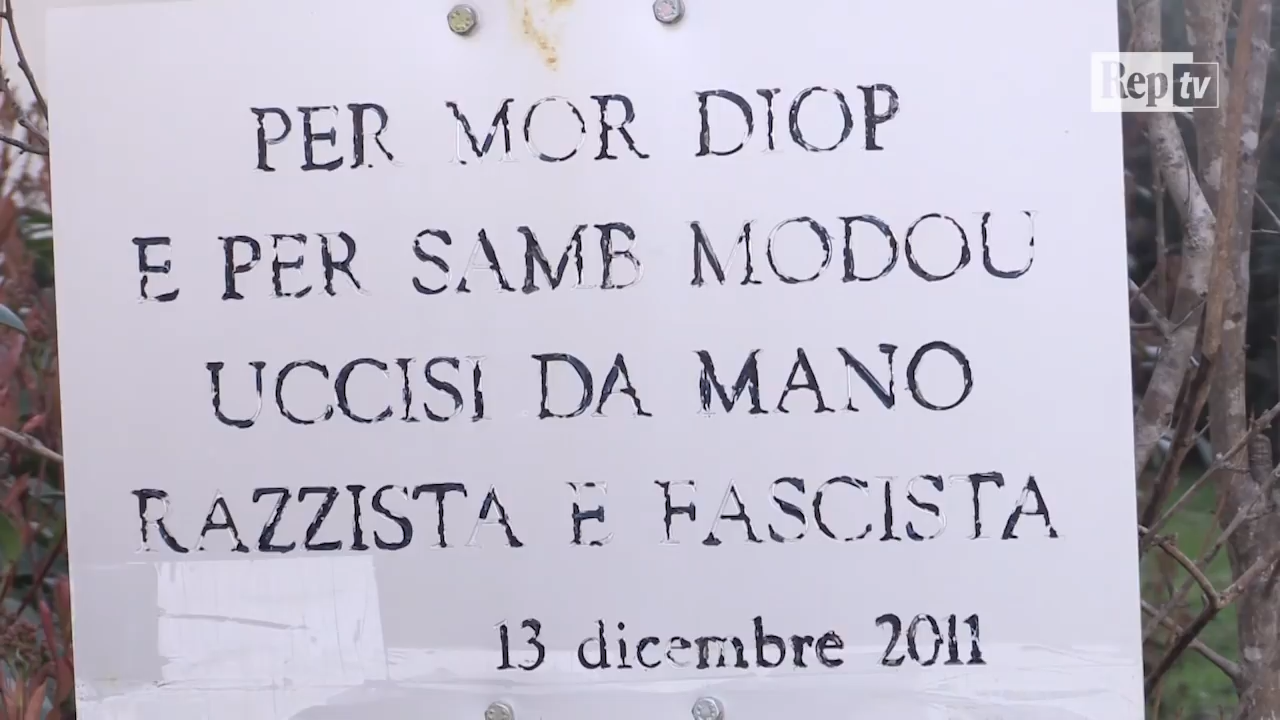 Rep tv
PER MOR DIOP
E PER SAMB MODOU
UCCISI DA MANO
RAZZISTA E FASCISTA
13 dicembre 2011